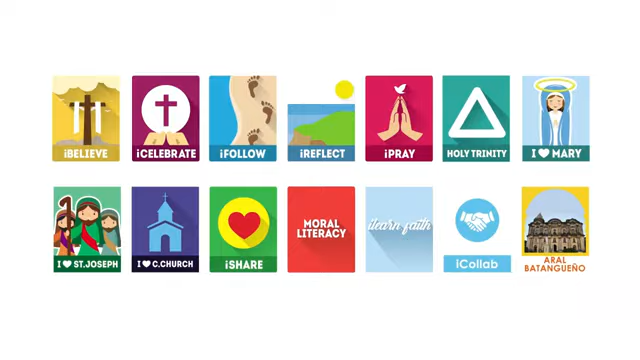 iBELIEVE
iCELEBRATE
iFOLLOW
iREFLECT
iPRAY
HOLY TRINITY
I ♥ MARY
I ♥ ST.JOSEPH
I ♥ C.CHURCH
iSHARE
MORAL
LITERACY
ilearn faith
iCollab
ARAL
BATANGUEÑO